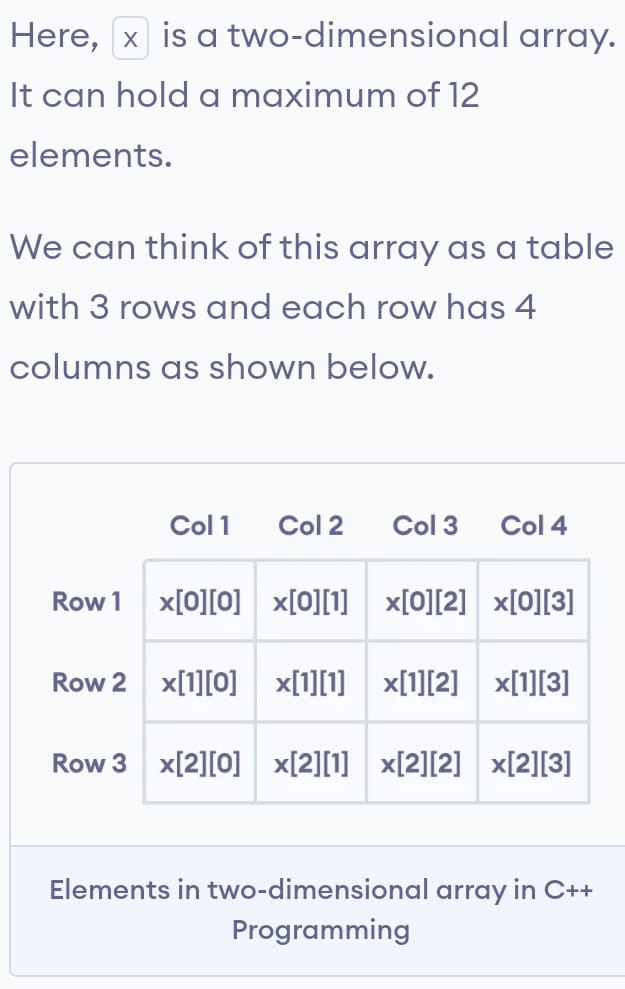 Here, x is a two-dimensional array.
It can hold a maximum of 12
elements.
We can think of this array as a table
with 3 rows and each row has 4
columns as shown below.
Col 1 Col 2 Col 3 Col 4
Row 1 x[0][0] x[0][1] x[0][2] x[0][3]
Row 2 x[1][0] x[1][1] x[1][2] x[1][3]
Row 3 x[2][0] x[2][1] x[2][2] x[2][3]
Elements in two-dimensional array in C++
Programming